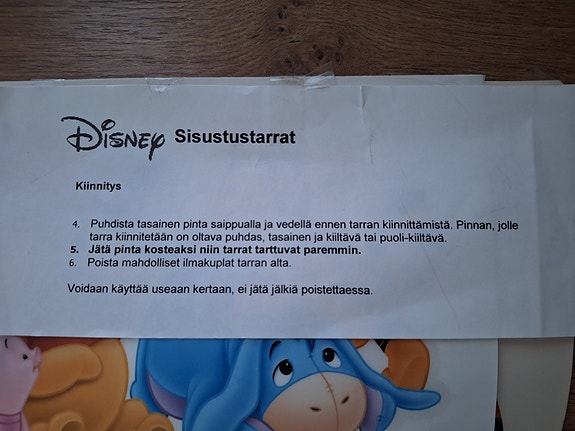 Disney Sisustustarrat
Kiinnitys
4. Puhdista tasainen pinta saippualla ja vedellä ennen tarran kiinnittämistä. Pinnan, jolle
tarra kiinnitetään on oltava puhdas, tasainen ja kiiltävä tai puoli-kiiltävä.
5. Jätä pinta kosteaksi niin tarrat tarttuvat paremmin.
6. Poista mahdolliset ilmakuplat tarran alta.
Voidaan käyttää useaan kertaan, ei jätä jälkiä poistettaessa.